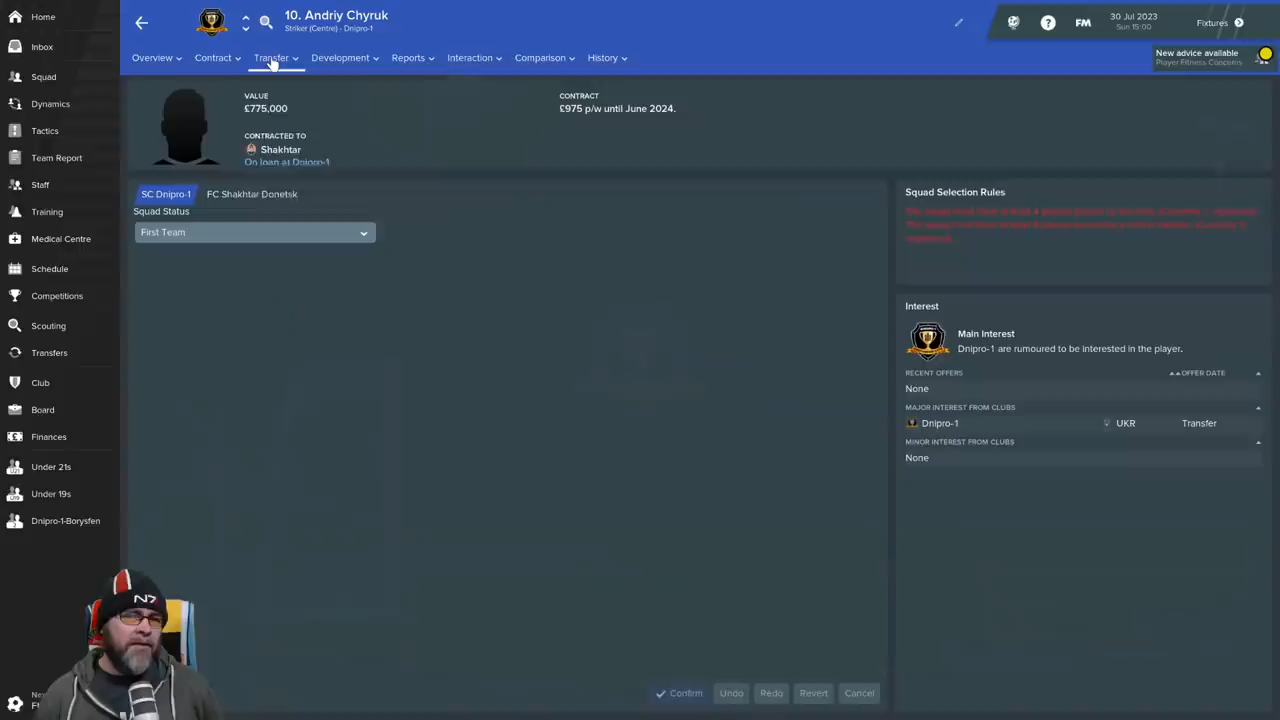 Home
10. Andriy Chyruk
Striker (Centre) - Dnipro-1
FM
30 Jul 2023
Sun 15:00
Fixtures
Inbox
Overview
Contract
Transfer
Development
Reports
Interaction
Comparison
History
New advice available
Player Fitness Concerns
Squad
Dynamics
Tactics
Team Report
Staff
Training
Medical Centre
Schedule
Competitions
Scouting
Transfers
Club
Board
Finances
Under 21s
Under 19s
Dnipro-1-Borysfen
VALUE
£775,000
CONTRACT
£975 p/w until June 2024.
CONTRACTED TO
Shakhtar
On loan at Dnipro-1
SC Dnipro-1
FC Shakhtar Donetsk
Squad Status
First Team
Squad Selection Rules
Interest
Main Interest
Dnipro-1 are rumoured to be interested in the player.
RECENT OFFERS
OFFER DATE
None
MAJOR INTEREST FROM CLUBS
Dnipro-1
UKR
Transfer
MINOR INTEREST FROM CLUBS
None
N7
Confirm
Undo
Redo
Revert
Cancel